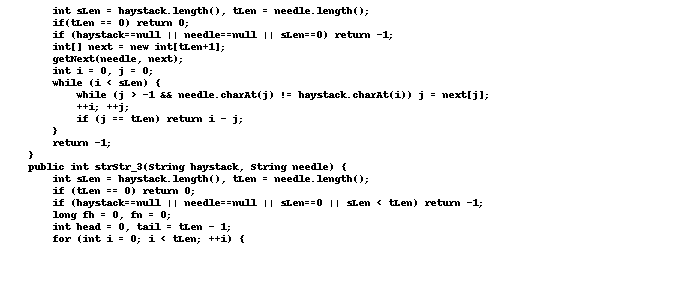 int sLen = haystack.length(), tLen = needle.length();
if(tLen == 0) return 0;
if (haystack==null || needle==null || sLen==0) return -1;
int[] next = new int[tLen+1];
getNext(needle, next);
int i = 0, j = 0;
while (i < sLen) {
while (j > -1 && needle.charAt(j) != haystack.charAt(i)) j = next[j];
++i; ++j;
if (j == tLen) return i - j;
}
return -1;
}
public int strStr_3(String haystack, String needle) {
int sLen = haystack.length(), tLen = needle.length();
if (tLen == 0) return 0;
if (haystack==null || needle==null || sLen==0 || sLen < tLen) return -1;
long fh = 0, fn = 0;
int head = 0, tail = tLen - 1;
for (int i = 0; i < tLen; ++i) {